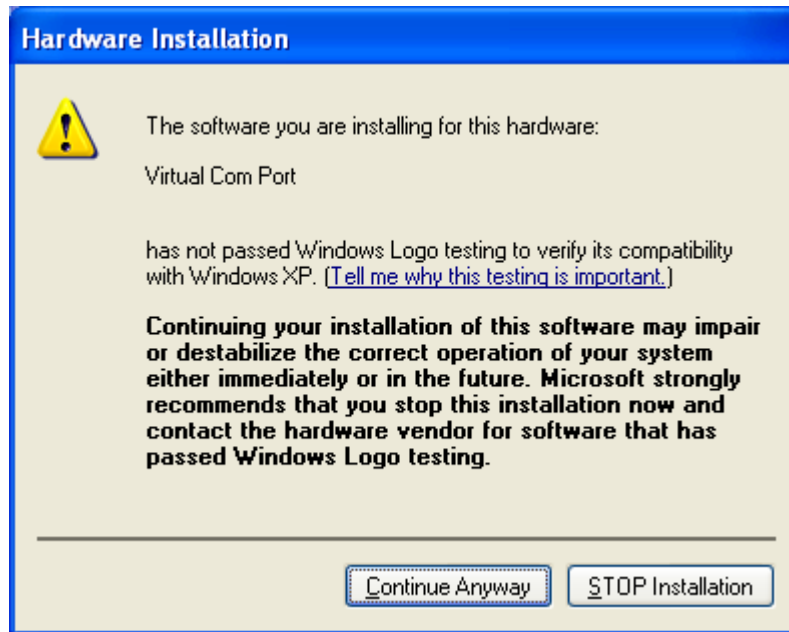 Hardware Installation
The software you are installing for this hardware:
Virtual Com Port
has not passed Windows Logo testing to verify its compatibility
with Windows XP. (Tell me why this testing is important.)
Continuing your installation of this software may impair
or destabilize the correct operation of your system
either immediately or in the future. Microsoft strongly
recommends that you stop this installation now and
contact the hardware vendor for software that has
passed Windows Logo testing.
Continue Anyway
STOP Installation